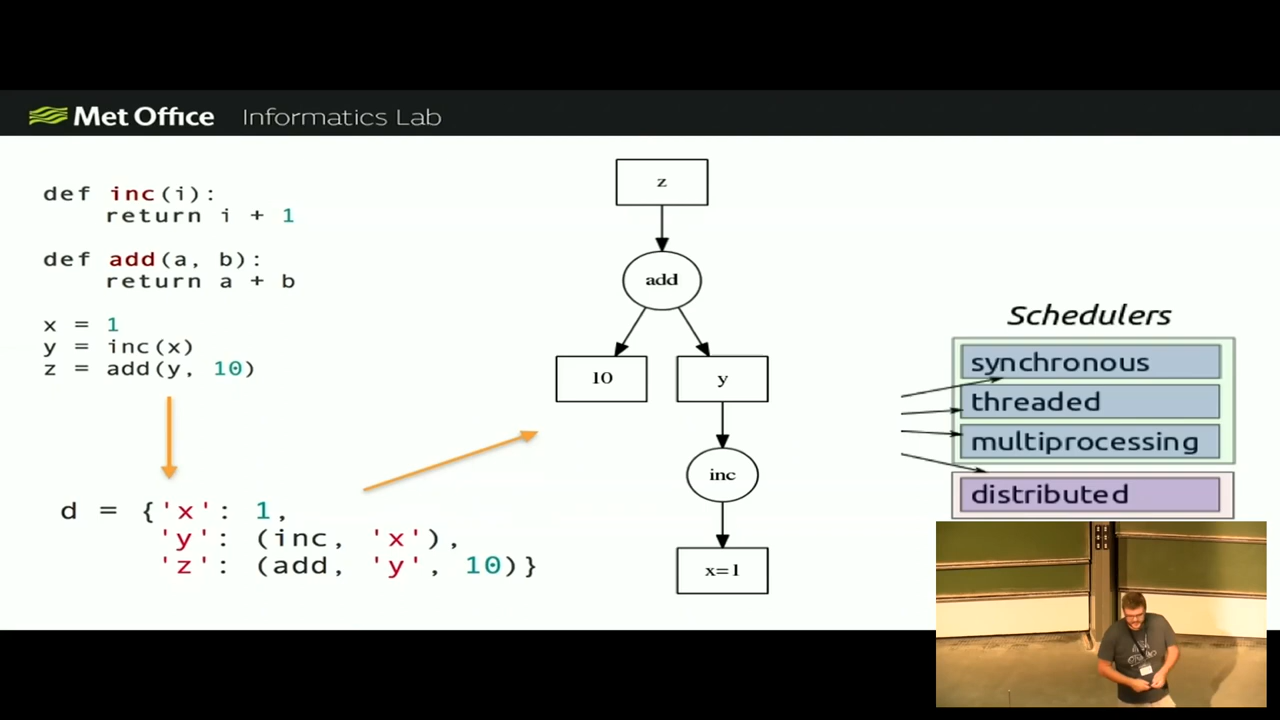 Met Office Informatics Lab
def inc(i):
return i + 1
def add(a, b):
return a + b
x = 1
y = inc(x)
z = add(y, 10)
d = {'x': 1,
'y': (inc, 'x'),
'z': (add, 'y', 10)}
z
add
10
y
inc
x=1
Schedulers
synchronous
threaded
multiprocessing
distributed